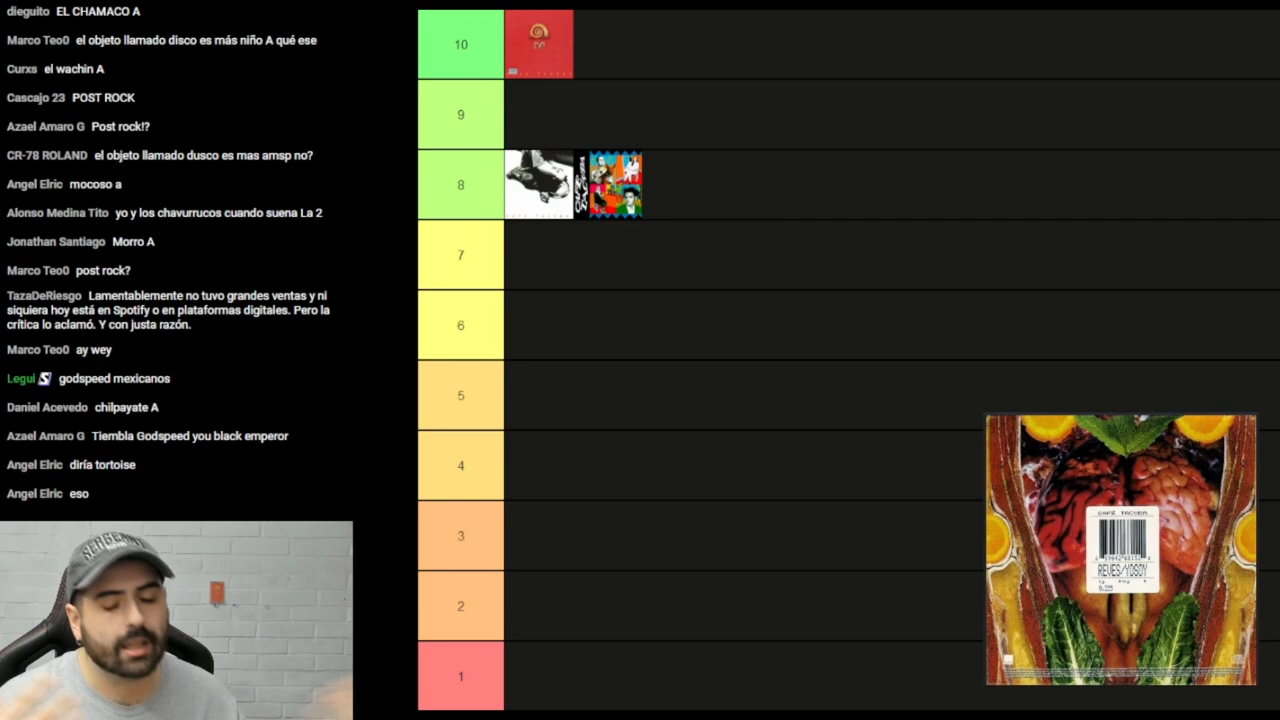 dieguito EL CHAMACO A
Marco Teo0 el objeto llamado disco es más niño A qué ese
Curxs el wachin A
Cascajo 23 POST ROCK
Azael Amaro G Post rock!?
CR-78 ROLAND el objeto llamado dusco es mas amsp no?
Angel Elric mocoso a
Alonso Medina Tito yo y los chavurrucos cuando suena La 2
Jonathan Santiago Morro A
Marco Teo0 post rock?
TazaDeRiesgo Lamentablemente no tuvo grandes ventas y ni
siquiera hoy está en Spotify o en plataformas digitales. Pero la
crítica lo aclamó. Y con justa razón.
Marco Teo0 ay wey
Legui godspeed mexicanos
Daniel Acevedo chilpayate A
Azael Amaro G Tiembla Godspeed you black emperor
Angel Elric diría tortoise
Angel Elric eso
10
9
8
7
6
5
4
3
2
1
CAFÉ TACUBA
CAFÉ TACVBA
REVES/YOSOY